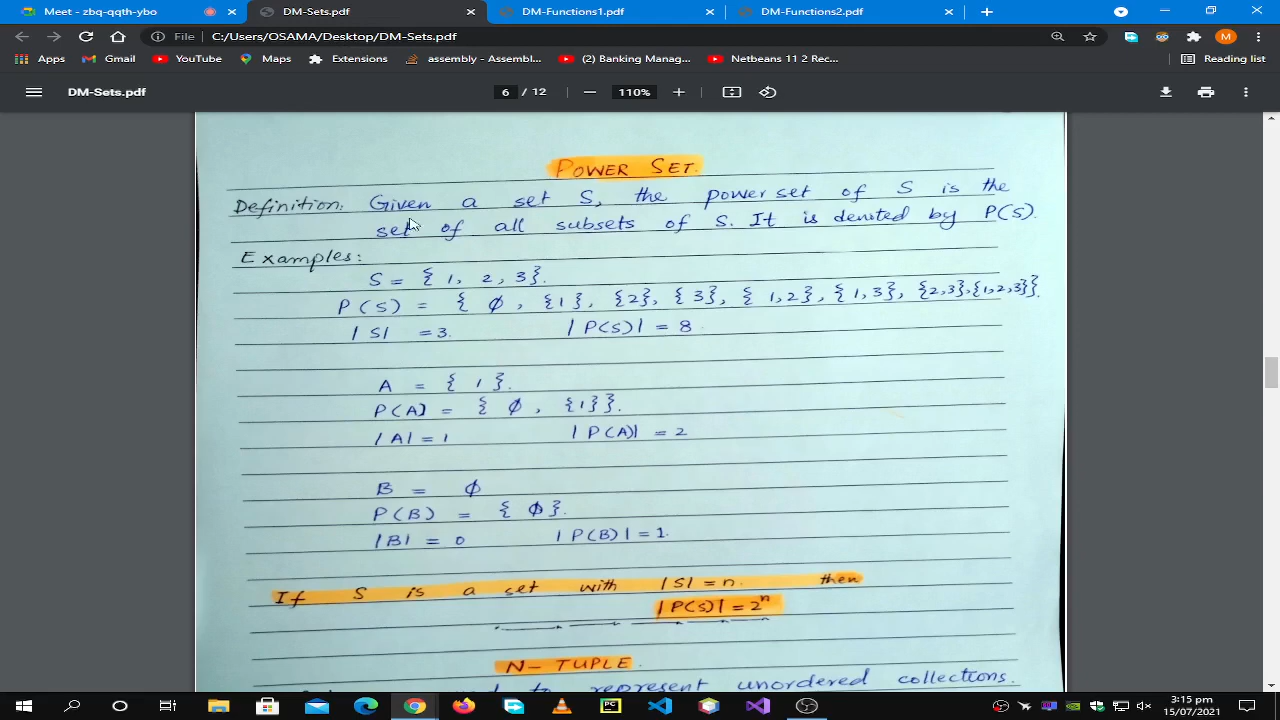 Meet - zbq-qqth-ybo
DM-Sets.pdf
DM-Functions1.pdf
DM-Functions2.pdf
File
C:/Users/OSAMA/Desktop/DM-Sets.pdf
M
Apps
Gmail
YouTube
Maps
Extensions
assembly - Assembl...
(2) Banking Manag...
Netbeans 11 2 Rec...
Reading list
DM-Sets.pdf
6 / 12
110%
POWER SET.
Definition: Given a set S, the power set of S is the
set of all subsets of S. It is denoted by P(S).
Examples:
S = { 1, 2, 3}.
P(S) = { ϕ, {1}, {2}, {3}, {1,2}, {1,3}, {2,3},{1,2,3}}.
|S| = 3. |P(S)| = 8
A = { 1 }.
P(A) = { ϕ, {1}}.
|A| = 1 |P(A)| = 2
B = ϕ
P(B) = { ϕ }.
|B| = 0 |P(B)| = 1.
If S is a set with |S| = n. then
|P(S)| = 2ⁿ
N- TUPLE.
to represent unordered collections.
3:15 pm
15/07/2021